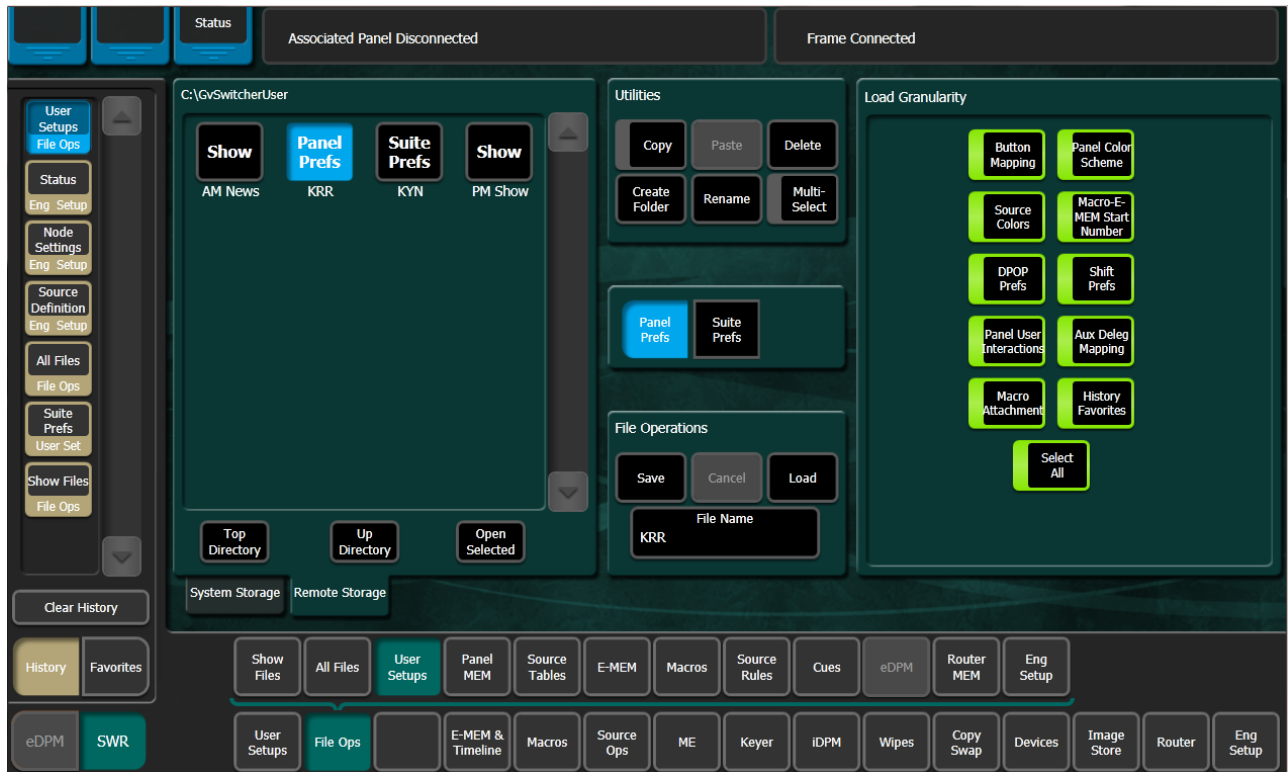 Status
Associated Panel Disconnected
Frame Connected
User
Setups
File Ops
Status
Eng Setup
Node
Settings
Eng Setup
Source
Definition
Eng Setup
All Files
File Ops
Suite
Prefs
User Set
Show Files
File Ops
Clear History
History
Favorites
eDPM
SWR
C:\GvSwitcherUser
Show
AM News
Panel
Prefs
KRR
Suite
Prefs
KYN
Show
PM Show
Top
Directory
Up
Directory
Open
Selected
System Storage
Remote Storage
Utilities
Copy
Paste
Delete
Create
Folder
Rename
Multi-
Select
Panel
Prefs
Suite
Prefs
File Operations
Save
Cancel
Load
File Name
KRR
Load Granularity
Button
Mapping
Panel Color
Scheme
Source
Colors
Macro-E-
MEM Start
Number
DPOP
Prefs
Shift
Prefs
Panel User
Interactions
Aux Deleg
Mapping
Macro
Attachment
History
Favorites
Select
All
Show
Files
All Files
User
Setups
Panel
MEM
Source
Tables
E-MEM
Macros
Source
Rules
Cues
eDPM
Router
MEM
Eng
Setup
User
Setups
File Ops
E-MEM &
Timeline
Macros
Source
Ops
ME
Keyer
iDPM
Wipes
Copy
Swap
Devices
Image
Store
Router
Eng
Setup